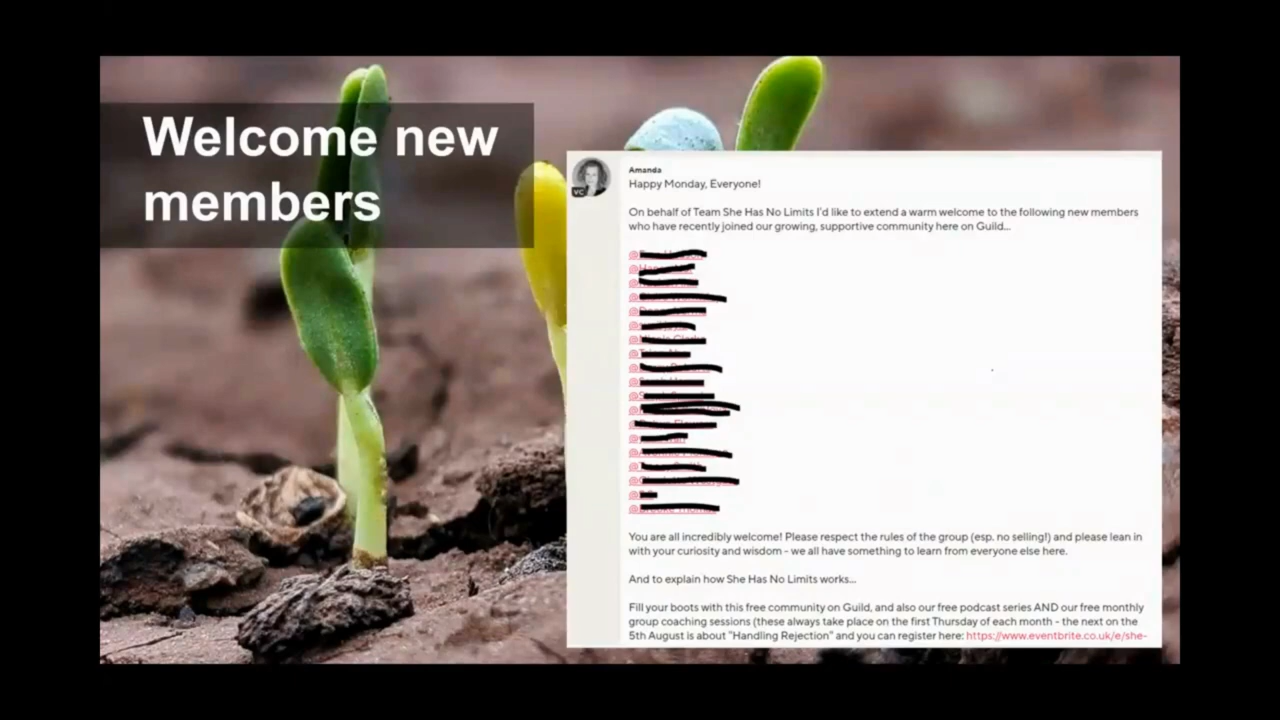 Welcome new
members
Amanda
VC
Happy Monday, Everyone!
On behalf of Team She Has No Limits I'd like to extend a warm welcome to the following new members
who have recently joined our growing, supportive community here on Guild...
You are all incredibly welcome! Please respect the rules of the group (esp. no selling!) and please lean in
with your curiosity and wisdom - we all have something to learn from everyone else here.
And to explain how She Has No Limits works...
Fill your boots with this free community on Guild, and also our free podcast series AND our free monthly
group coaching sessions (these always take place on the first Thursday of each month - the next on the
5th August is about "Handling Rejection" and you can register here: https://www.eventbrite.co.uk/e/she-